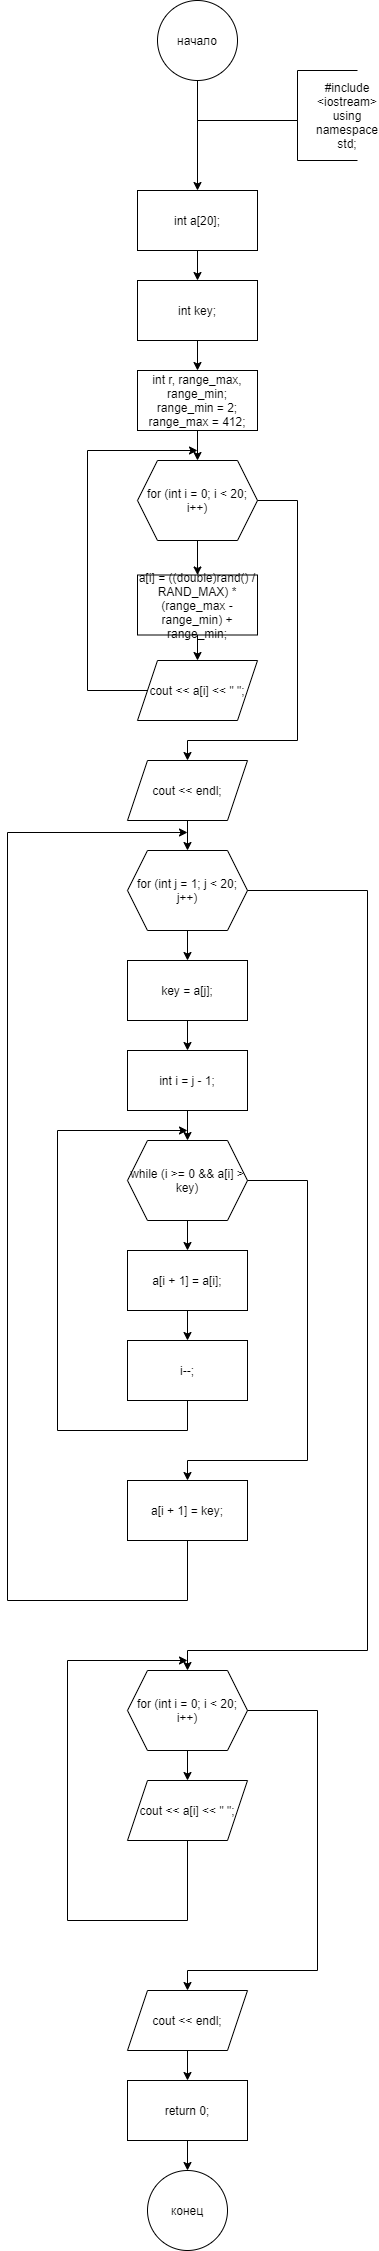 начало
#include
<iostream>
using
namespace
std;
int a[20];
int key;
int r, range_max,
range_min;
range_min = 2;
range_max = 412;
for (int i = 0; i < 20;
i++)
a[i] = ((double)rand() /
RAND_MAX) *
(range_max -
range_min) +
range_min;
cout << a[i] << " ";
cout << endl;
for (int j = 1; j < 20;
j++)
key = a[j];
int i = j - 1;
while (i >= 0 && a[i] >
key)
a[i + 1] = a[i];
i--;
a[i + 1] = key;
for (int i = 0; i < 20;
i++)
cout << a[i] << " ";
cout << endl;
return 0;
конец